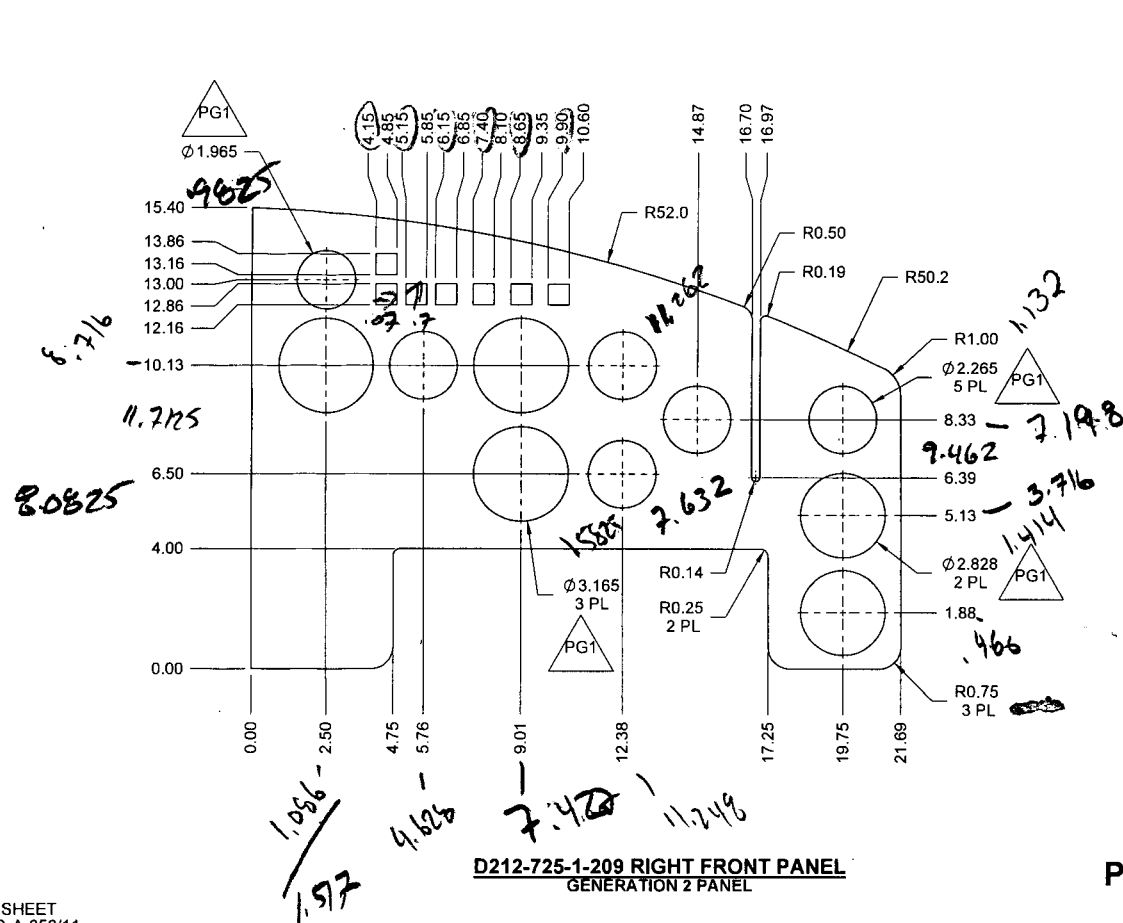 PG1
4.15 4.85 5.15 5.85 6.15 6.85 7.40 8.10 8.65 9.35 9.90 10.60 14.87 16.70 16.97
Ø1.965
.9825
15.40
R52.0
13.86
R0.50
13.16
13.00
R0.19
R50.2
12.86
.07 .7
12.16
8.716
1.132
R1.00
10.13
Ø2.265
5 PL
PG1
11.7125
8.33
7.198
9.462
6.50
6.39
8.0825
7.632
5.13
3.716
1.5825
1.414
4.00
R0.14
Ø2.828
2 PL
PG1
Ø3.165
3 PL
R0.25
2 PL
1.88
PG1
.466
0.00
R0.75
3 PL
0.00 2.50 4.75 5.76 9.01 12.38 17.25 19.75 21.69
1.086
4.628
11.248
1.517
D212-725-1-209 RIGHT FRONT PANEL
GENERATION 2 PANEL
P
SHEET